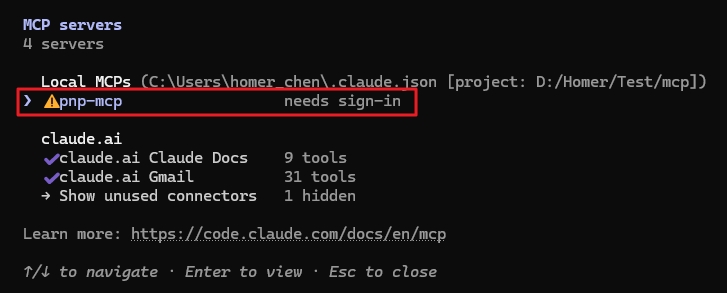 MCP servers
4 servers
Local MCPs (C:\Users\homer_chen\.claude.json [project: D:/Homer/Test/mcp])
❯ ⚠pnp-mcp needs sign-in
claude.ai
✔claude.ai Claude Docs 9 tools
✔claude.ai Gmail 31 tools
→ Show unused connectors 1 hidden
Learn more: https://code.claude.com/docs/en/mcp
↑/↓ to navigate · Enter to view · Esc to close